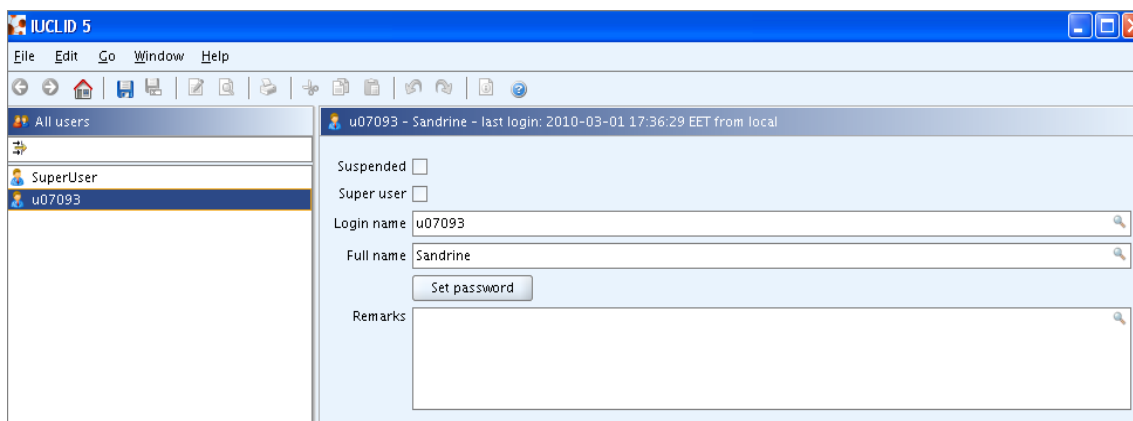 IUCLID 5
File Edit Go Window Help
All users
SuperUser
u07093
u07093 - Sandrine - last login: 2010-03-01 17:36:29 EET from local
Suspended
Super user
Login name u07093
Full name Sandrine
Set password
Remarks